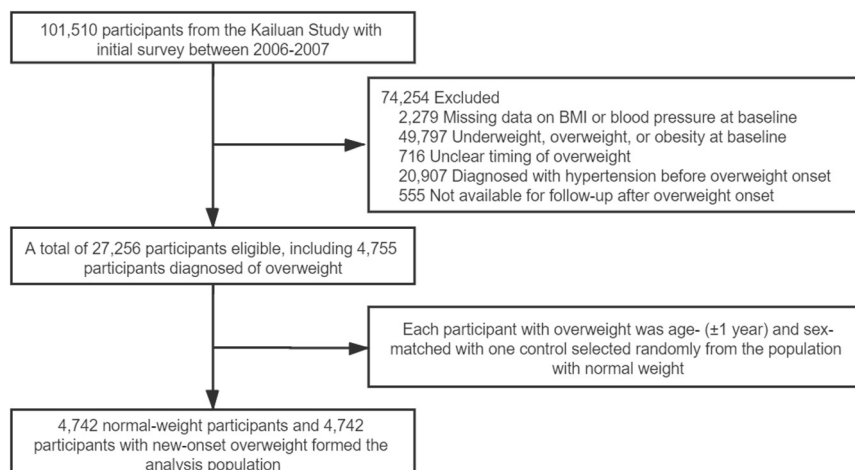 101,510 participants from the Kailuan Study with
initial survey between 2006-2007
74,254 Excluded
2,279 Missing data on BMI or blood pressure at baseline
49,797 Underweight, overweight, or obesity at baseline
716 Unclear timing of overweight
20,907 Diagnosed with hypertension before overweight onset
555 Not available for follow-up after overweight onset
A total of 27,256 participants eligible, including 4,755
participants diagnosed of overweight
Each participant with overweight was age- (±1 year) and sex-
matched with one control selected randomly from the population
with normal weight
4,742 normal-weight participants and 4,742
participants with new-onset overweight formed the
analysis population